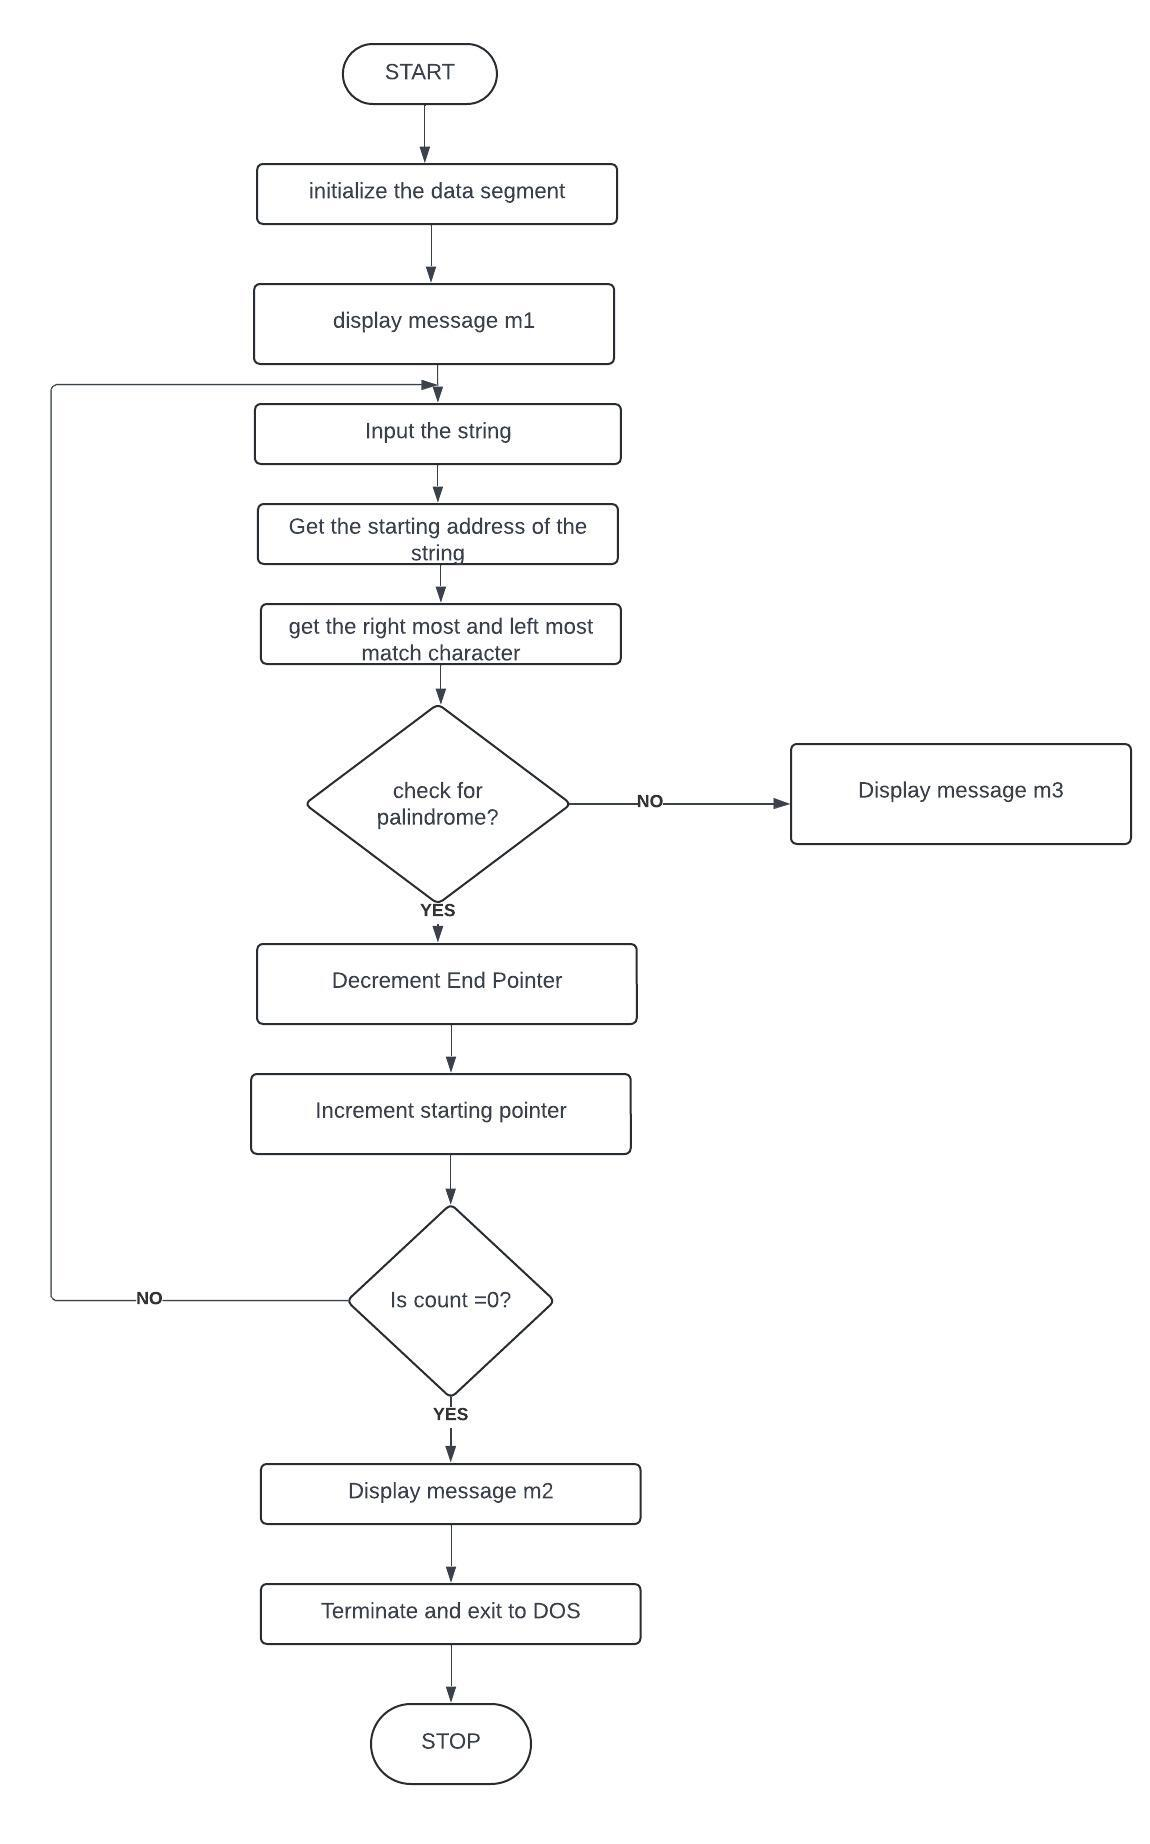 START
initialize the data segment
display message m1
Input the string
Get the starting address of the
string
get the right most and left most
match character
check for
palindrome?
NO
Display message m3
YES
Decrement End Pointer
Increment starting pointer
Is count =0?
NO
YES
Display message m2
Terminate and exit to DOS
STOP